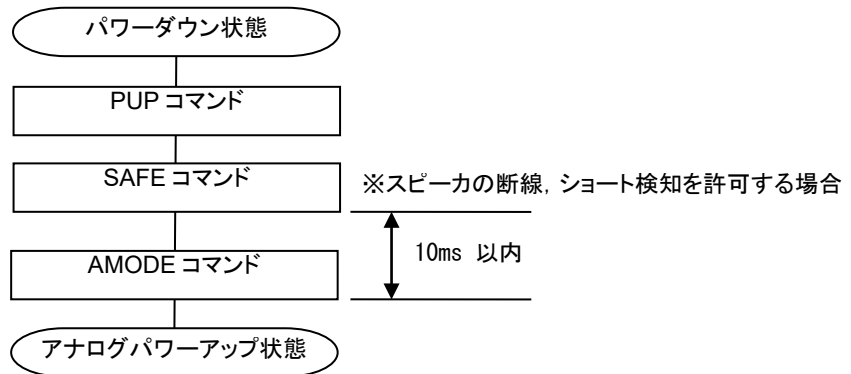 パワーダウン状態
PUP コマンド
SAFE コマンド
※スピーカの断線，ショート検知を許可する場合
10ms 以内
AMODE コマンド
アナログパワーアップ状態